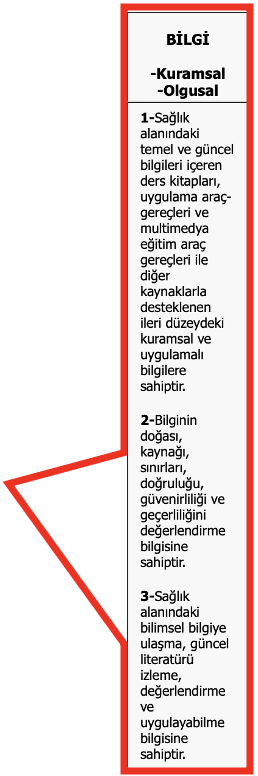 BİLGİ
-Kuramsal
-Olgusal
1-Sağlık
alanındaki
temel ve güncel
bilgileri içeren
ders kitapları,
uygulama araç-
gereçleri ve
multimedya
eğitim araç
gereçleri ile
diğer
kaynaklarla
desteklenen
ileri düzeydeki
kuramsal ve
uygulamalı
bilgilere
sahiptir.
2-Bilginin
doğası,
kaynağı,
sınırları,
doğruluğu,
güvenirliliği ve
geçerliliğini
değerlendirme
bilgisine
sahiptir.
3-Sağlık
alanındaki
bilimsel bilgiye
ulaşma, güncel
literatürü
izleme,
değerlendirme
ve
uygulayabilme
bilgisine
sahiptir.